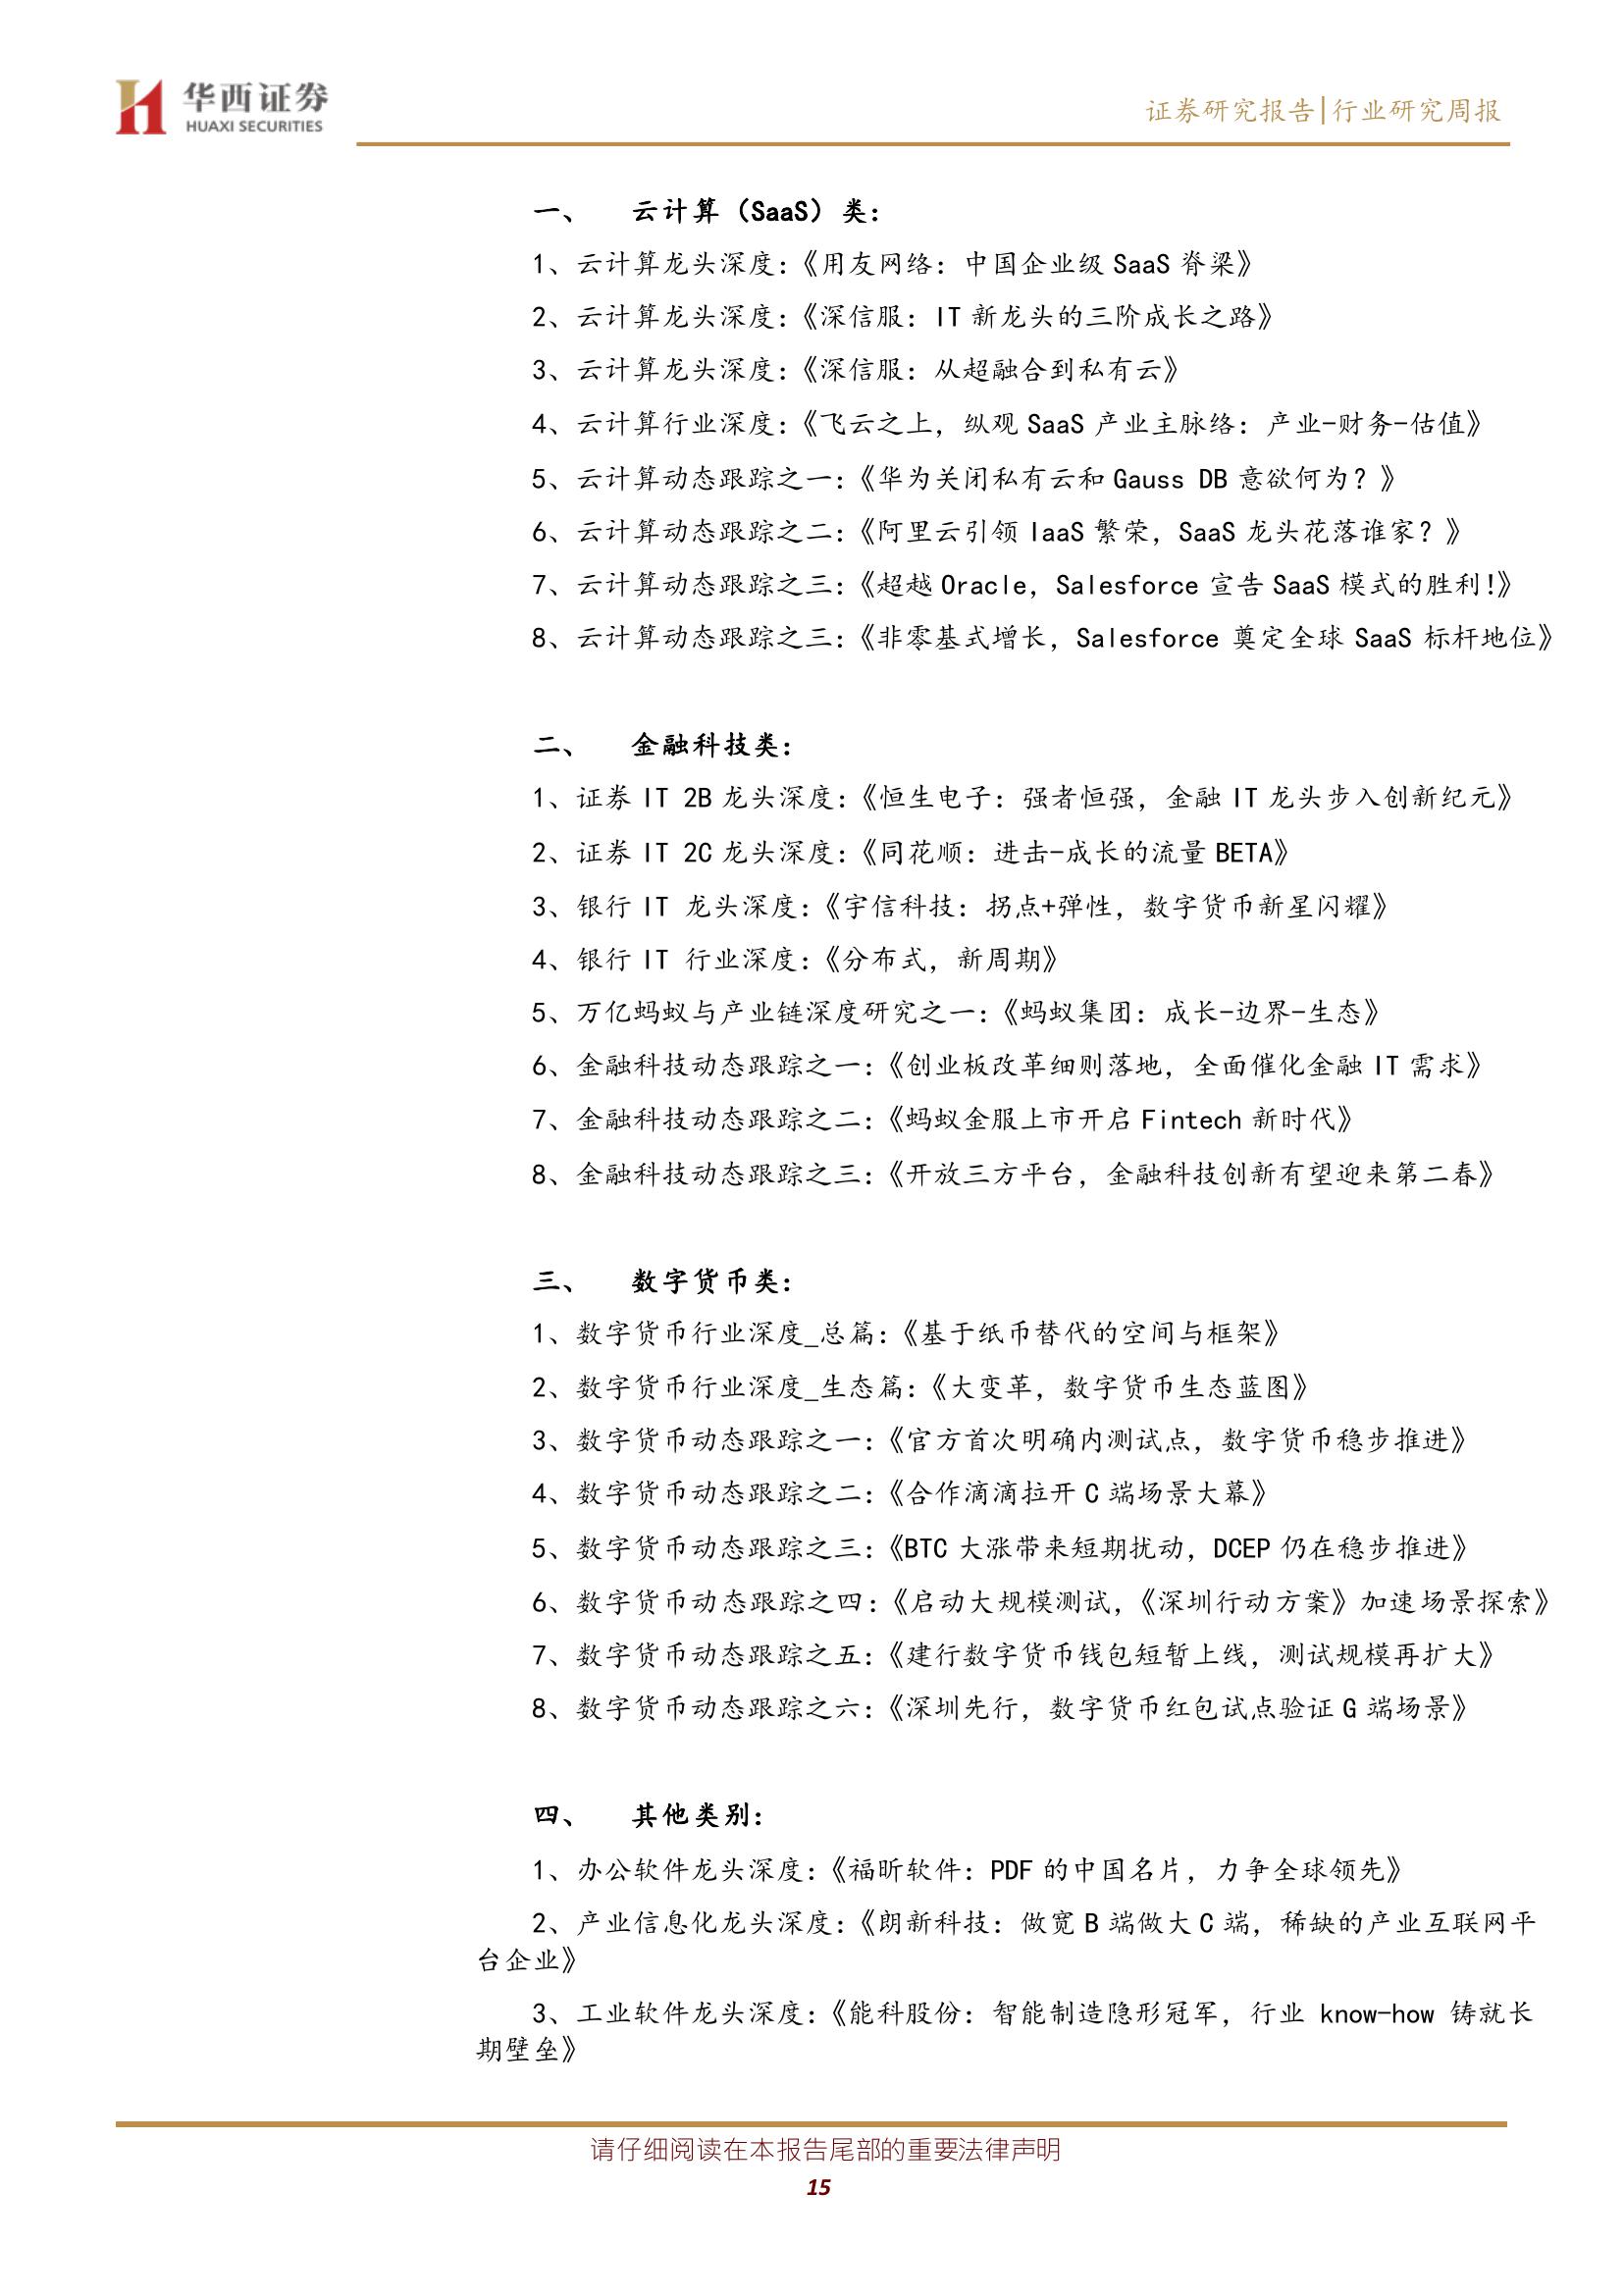 华西证券
HUAXI SECURITIES
证券研究报告|行业研究周报
一、 云计算（SaaS）类：
1、云计算龙头深度：《用友网络：中国企业级 SaaS 脊梁》
2、云计算龙头深度：《深信服：IT 新龙头的三阶成长之路》
3、云计算龙头深度：《深信服：从超融合到私有云》
4、云计算行业深度：《飞云之上，纵观 SaaS 产业主脉络：产业-财务-估值》
5、云计算动态跟踪之一：《华为关闭私有云和 Gauss DB 意欲何为？》
6、云计算动态跟踪之二：《阿里云引领 IaaS 繁荣，SaaS 龙头花落谁家？》
7、云计算动态跟踪之三：《超越 Oracle，Salesforce 宣告 SaaS 模式的胜利!》
8、云计算动态跟踪之三：《非零基式增长，Salesforce 奠定全球 SaaS 标杆地位》
二、 金融科技类：
1、证券 IT 2B 龙头深度：《恒生电子：强者恒强，金融 IT 龙头步入创新纪元》
2、证券 IT 2C 龙头深度：《同花顺：进击-成长的流量 BETA》
3、银行 IT 龙头深度：《宇信科技：拐点+弹性，数字货币新星闪耀》
4、银行 IT 行业深度：《分布式，新周期》
5、万亿蚂蚁与产业链深度研究之一：《蚂蚁集团：成长-边界-生态》
6、金融科技动态跟踪之一：《创业板改革细则落地，全面催化金融 IT 需求》
7、金融科技动态跟踪之二：《蚂蚁金服上市开启 Fintech 新时代》
8、金融科技动态跟踪之三：《开放三方平台，金融科技创新有望迎来第二春》
三、 数字货币类：
1、数字货币行业深度_总篇：《基于纸币替代的空间与框架》
2、数字货币行业深度_生态篇：《大变革，数字货币生态蓝图》
3、数字货币动态跟踪之一：《官方首次明确内测试点，数字货币稳步推进》
4、数字货币动态跟踪之二：《合作滴滴拉开 C 端场景大幕》
5、数字货币动态跟踪之三：《BTC 大涨带来短期扰动，DCEP 仍在稳步推进》
6、数字货币动态跟踪之四：《启动大规模测试，《深圳行动方案》加速场景探索》
7、数字货币动态跟踪之五：《建行数字货币钱包短暂上线，测试规模再扩大》
8、数字货币动态跟踪之六：《深圳先行，数字货币红包试点验证 G 端场景》
四、 其他类别：
1、办公软件龙头深度：《福昕软件：PDF 的中国名片，力争全球领先》
2、产业信息化龙头深度：《朗新科技：做宽 B 端做大 C 端，稀缺的产业互联网平
台企业》
3、工业软件龙头深度：《能科股份：智能制造隐形冠军，行业 know-how 铸就长
期壁垒》
请仔细阅读在本报告尾部的重要法律声明
15